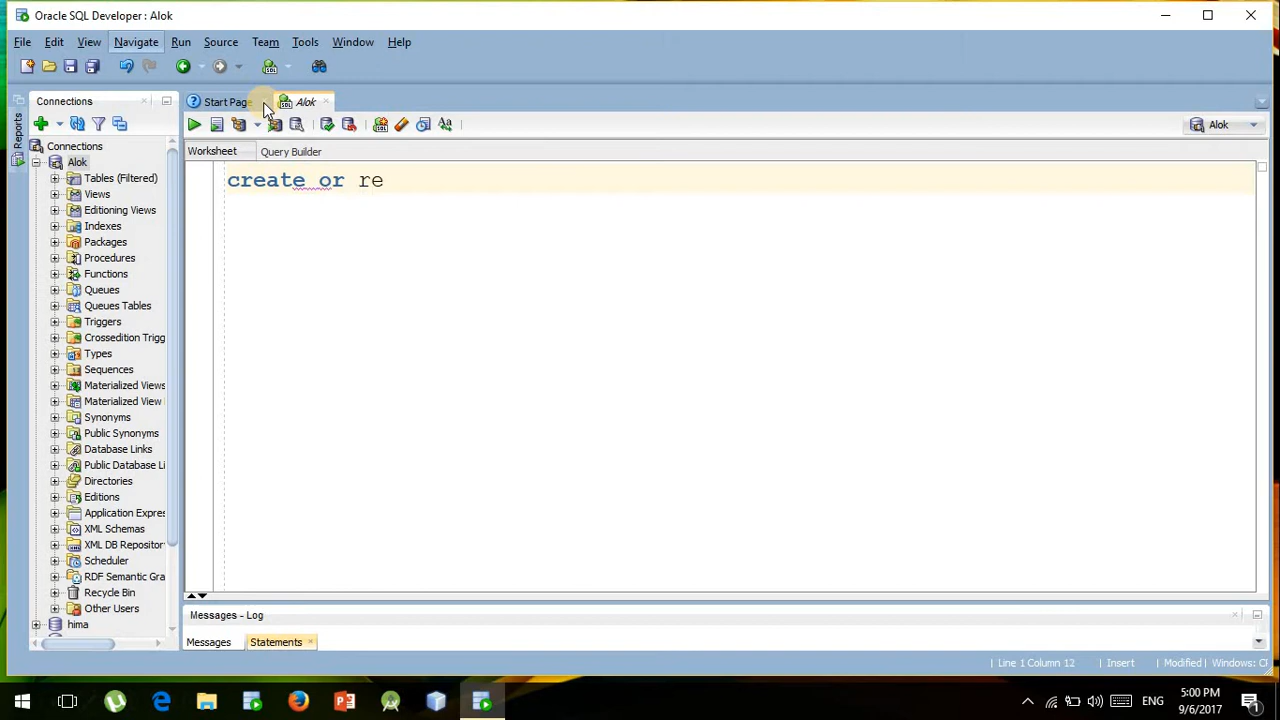 Oracle SQL Developer : Alok
File Edit View Navigate Run Source Team Tools Window Help
Reports
Connections
Connections
Alok
Tables (Filtered)
Views
Editioning Views
Indexes
Packages
Procedures
Functions
Queues
Queues Tables
Triggers
Crossedition Trigg
Types
Sequences
Materialized Views
Materialized View
Synonyms
Public Synonyms
Database Links
Public Database Li
Directories
Editions
Application Expres
XML Schemas
XML DB Repository
Scheduler
RDF Semantic Gra
Recycle Bin
Other Users
hima
Start Page Alok
Alok
Worksheet Query Builder
create or re
Messages - Log
Messages Statements
Line 1 Column 12 Insert Modified Windows: C
ENG
5:00 PM
9/6/2017